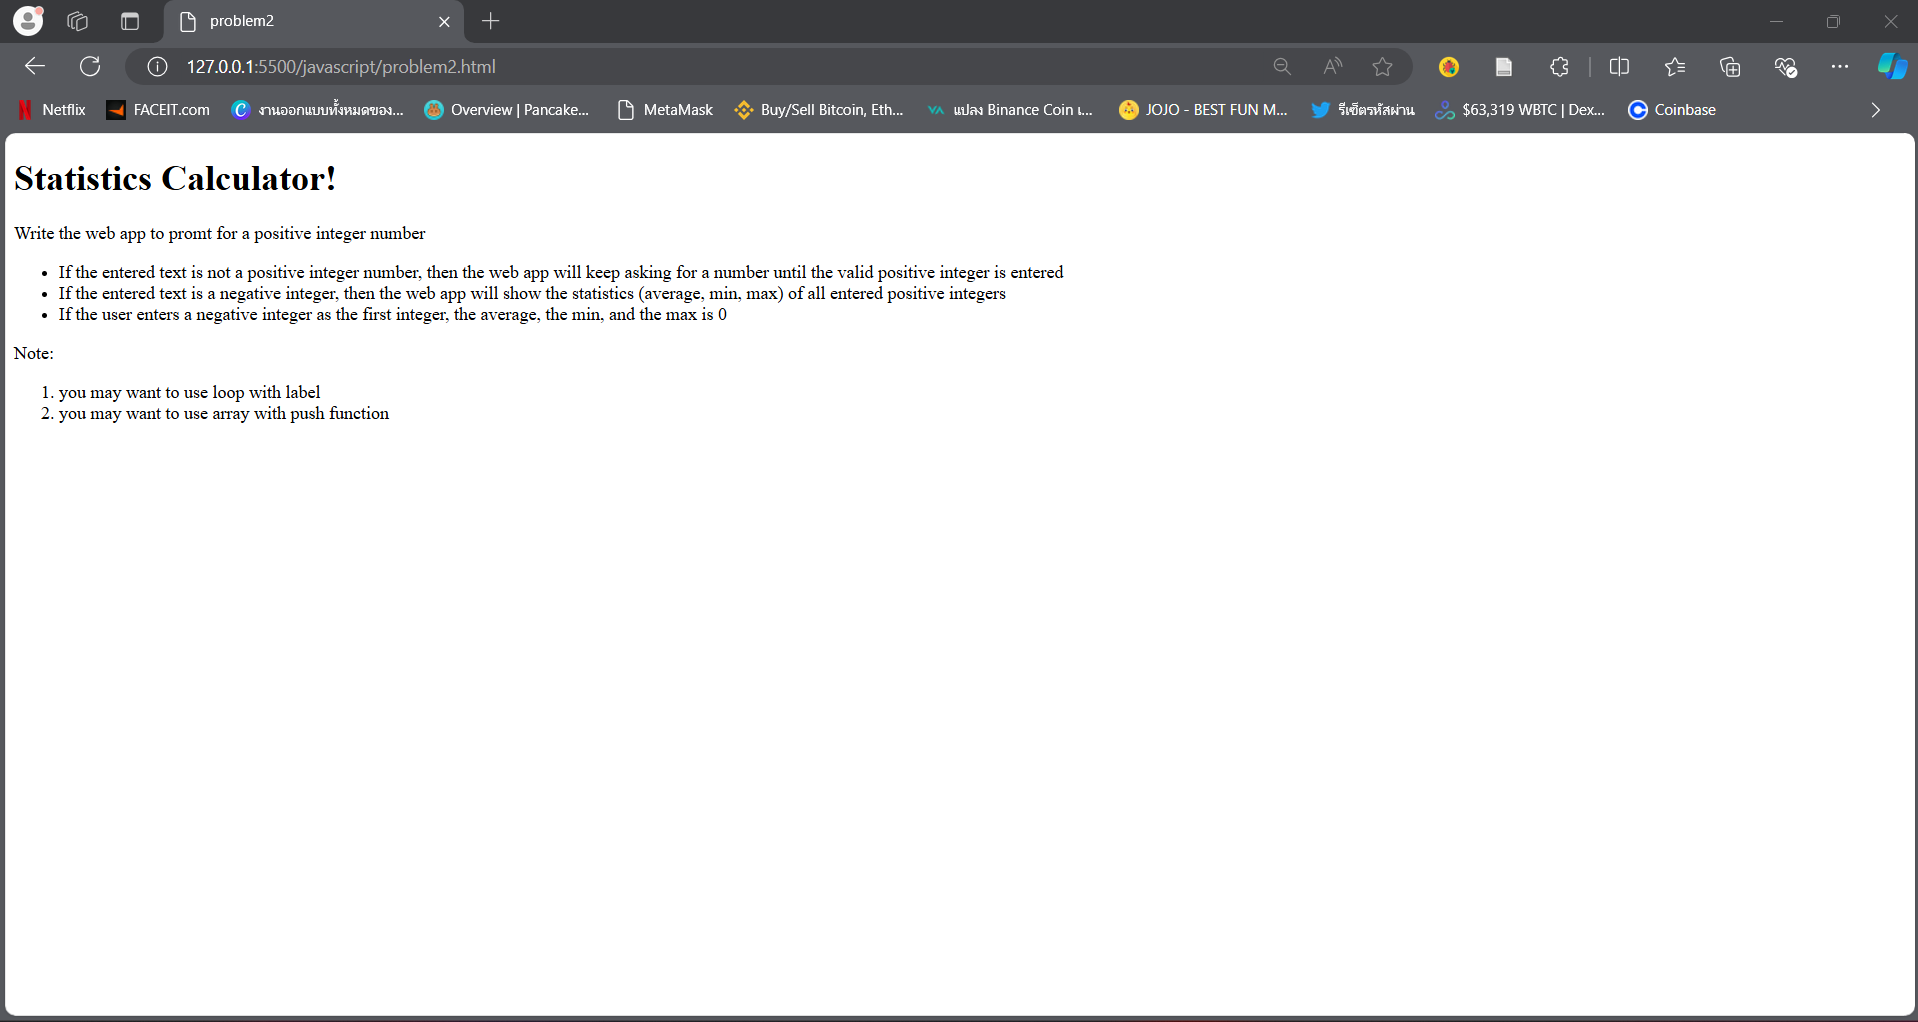 problem2
127.0.0.1:5500/javascript/problem2.html
Netflix FACEIT.com งานออกแบบทั้งหมดของ... Overview | Pancake... MetaMask Buy/Sell Bitcoin, Eth... แปลง Binance Coin เ... JOJO - BEST FUN M... รีเซ็ตรหัสผ่าน $63,319 WBTC | Dex... Coinbase
Statistics Calculator!
Write the web app to promt for a positive integer number
• If the entered text is not a positive integer number, then the web app will keep asking for a number until the valid positive integer is entered
• If the entered text is a negative integer, then the web app will show the statistics (average, min, max) of all entered positive integers
• If the user enters a negative integer as the first integer, the average, the min, and the max is 0
Note:
1. you may want to use loop with label
2. you may want to use array with push function